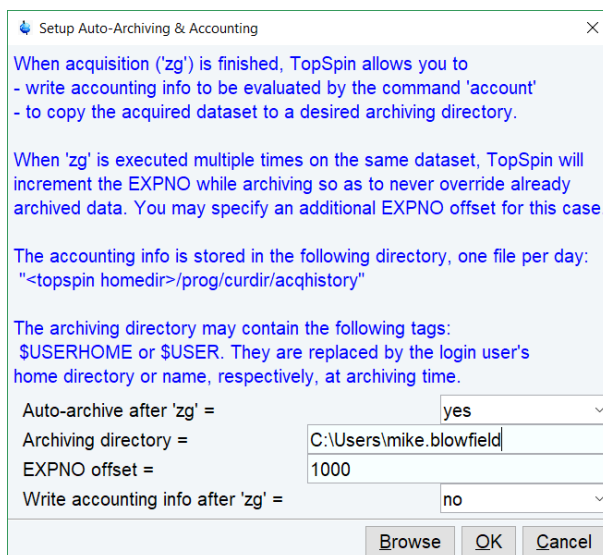 Setup Auto-Archiving & Accounting
When acquisition ('zg') is finished, TopSpin allows you to
- write accounting info to be evaluated by the command 'account'
- to copy the acquired dataset to a desired archiving directory.
When 'zg' is executed multiple times on the same dataset, TopSpin will
increment the EXPNO while archiving so as to never override already
archived data. You may specify an additional EXPNO offset for this case
The accounting info is stored in the following directory, one file per day:
"<topspin homedir>/prog/curdir/acqhistory"
The archiving directory may contain the following tags:
$USERHOME or $USER. They are replaced by the login user's
home directory or name, respectively, at archiving time.
Auto-archive after 'zg' = yes
Archiving directory = C:\Users\mike.blowfield
EXPNO offset = 1000
Write accounting info after 'zg' = no
Browse OK Cancel